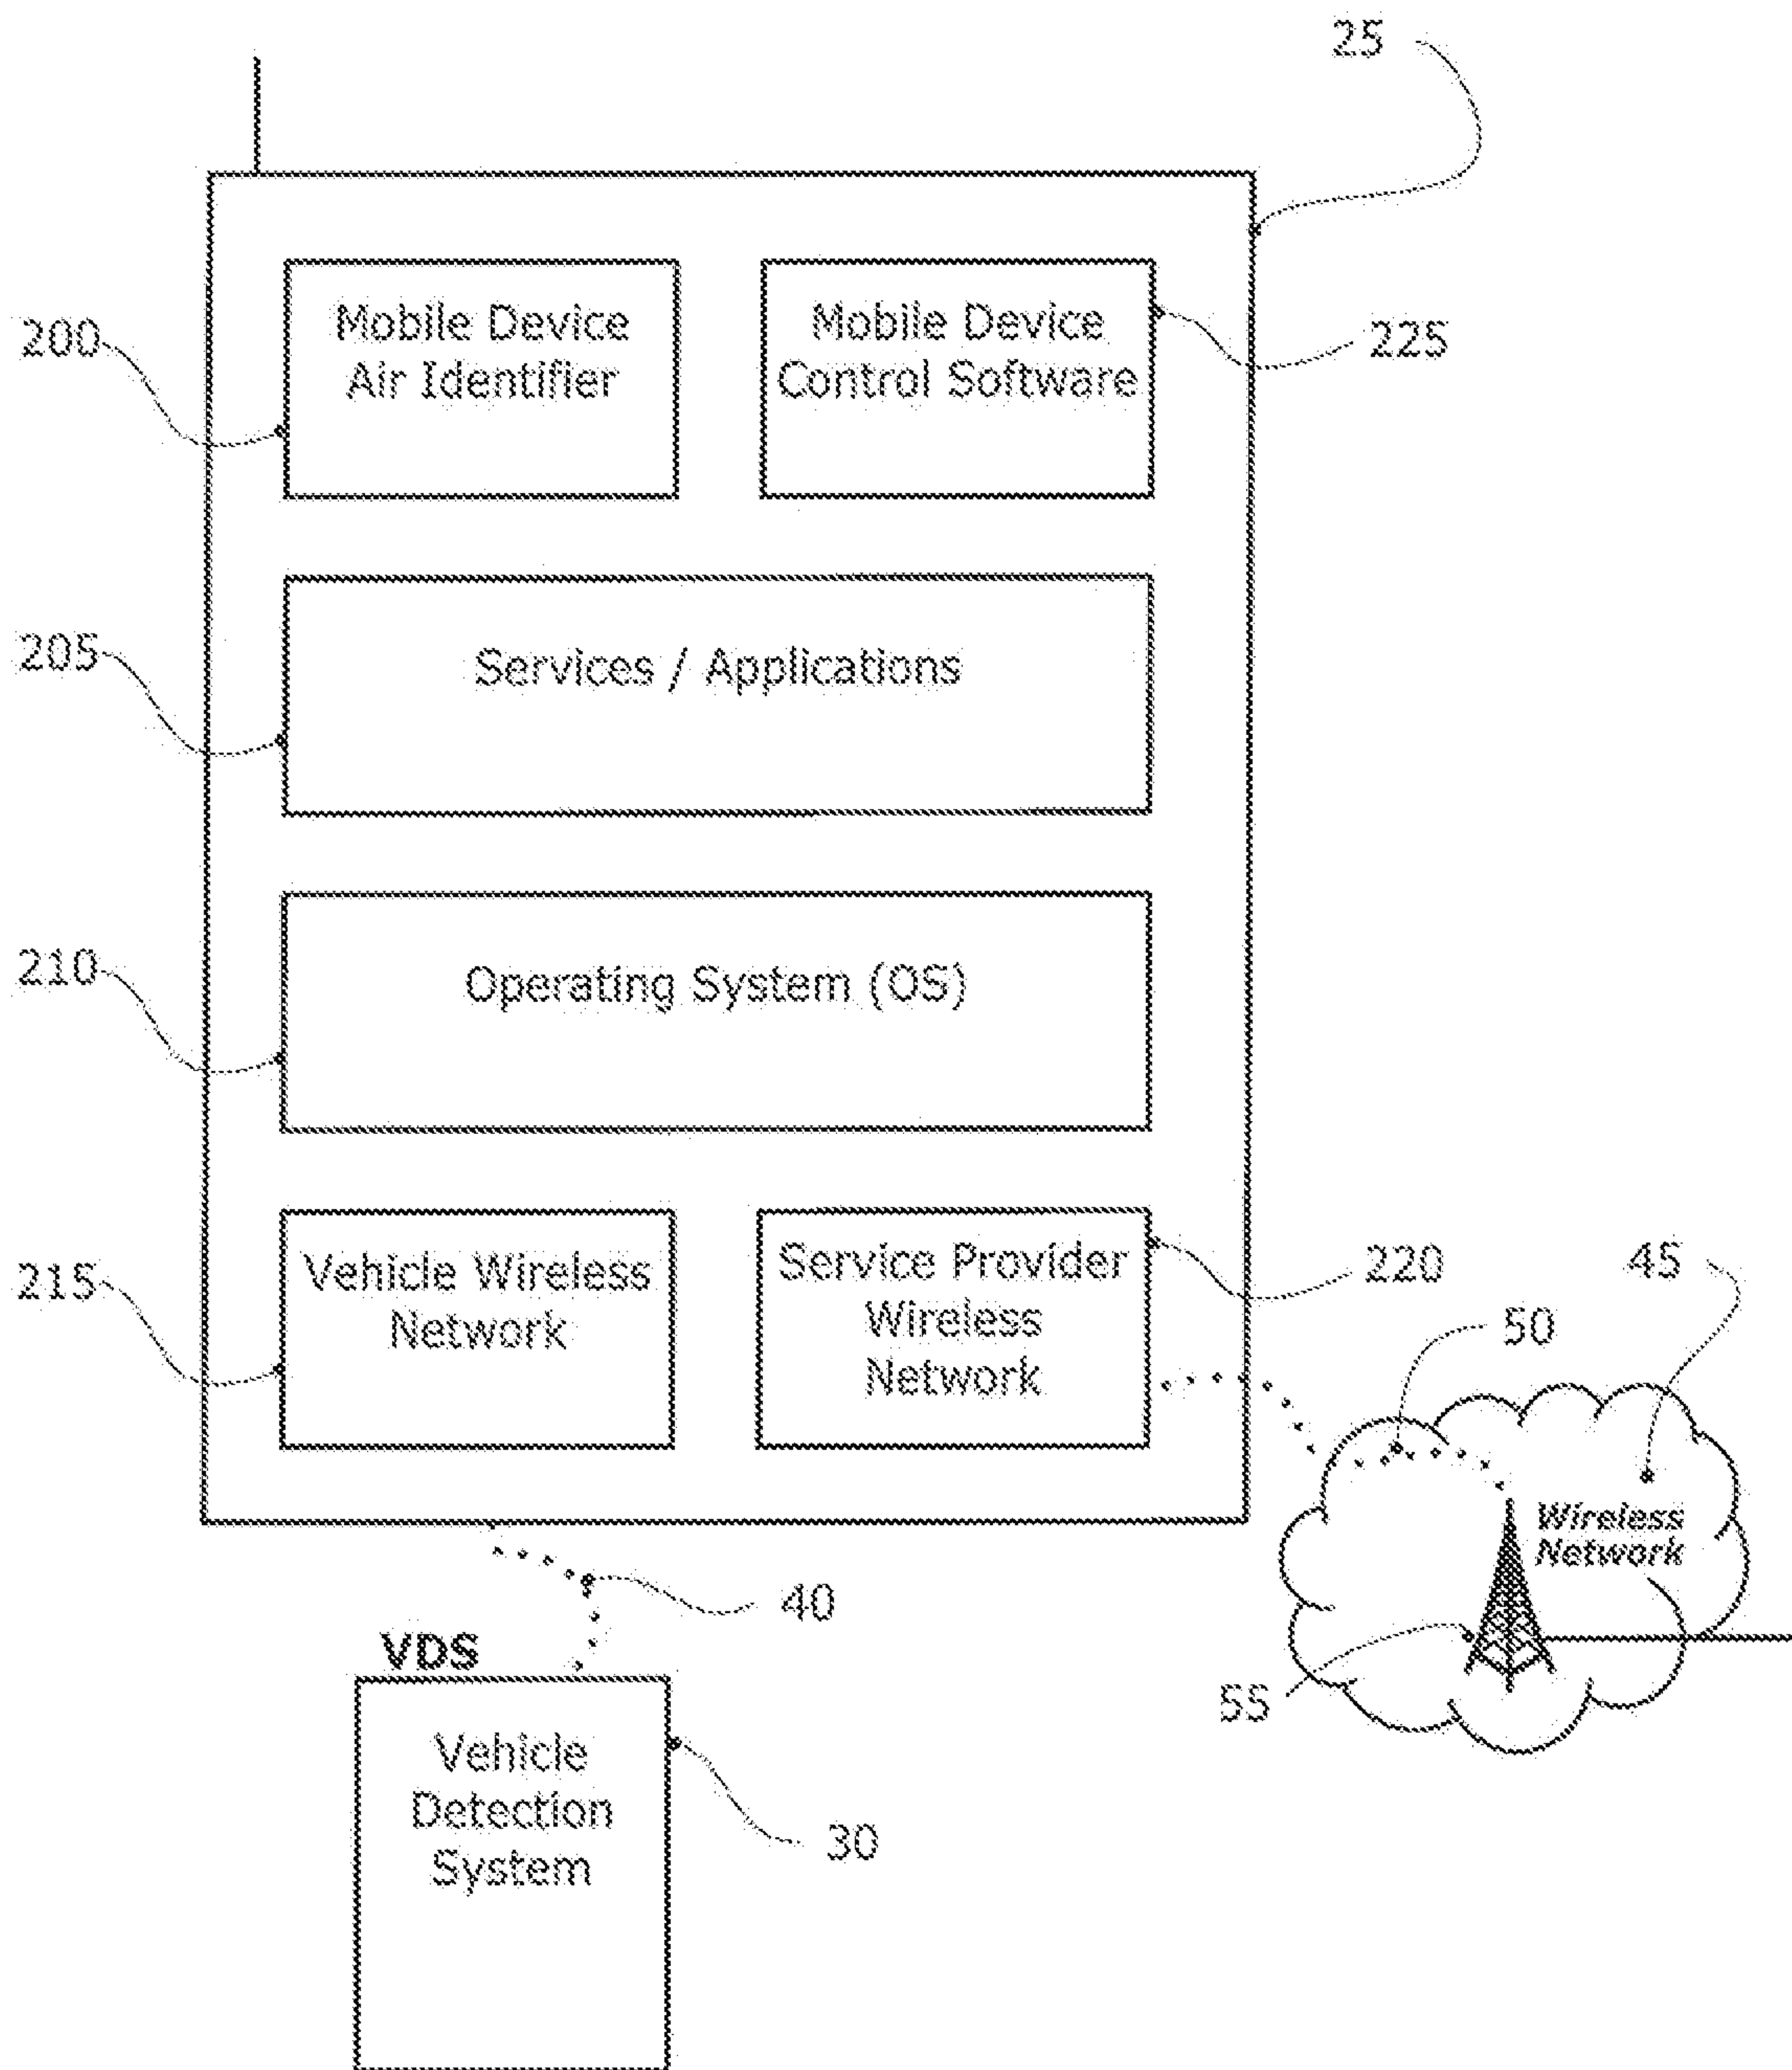 25
Mobile Device
Air Identifier
Mobile Device
Control Software
200
225
Services / Applications
205
Operating System (OS)
210
Vehicle Wireless
Network
Service Provider
Wireless
Network
215
220
45
50
Wireless
Network
40
VDS
55
Vehicle
Detection
System
30